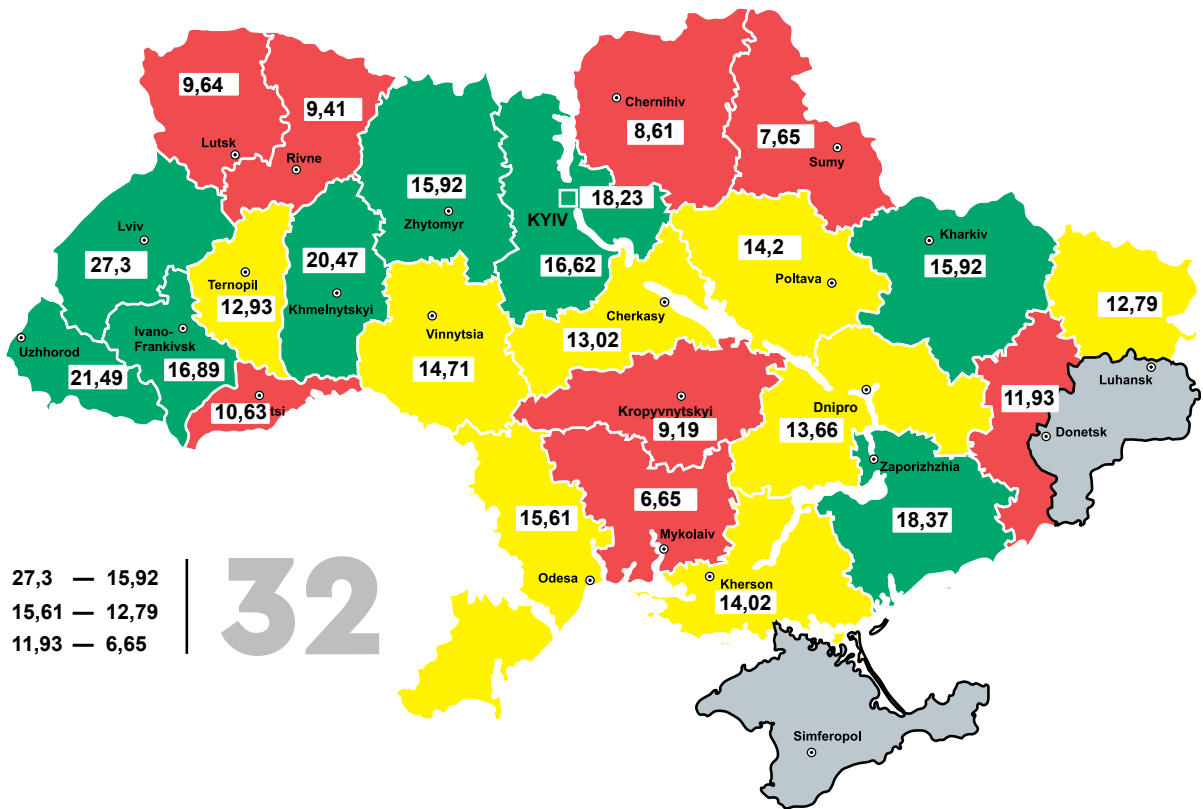 9,64
9,41
Chernihiv
8,61
7,65
Sumy
Lutsk
Rivne
15,92
Zhytomyr
KYIV
18,23
16,62
Lviv
27,3
Ternopil
12,93
20,47
Khmelnytskyi
14,2
Poltava
Kharkiv
15,92
12,79
Uzhhorod
21,49
Ivano-
Frankivsk
16,89
Vinnytsia
14,71
Cherkasy
13,02
10,63
Kropyvnytskyi
9,19
Dnipro
13,66
11,93
Luhansk
Donetsk
Zaporizhzhia
18,37
15,61
6,65
Mykolaiv
Odesa
Kherson
14,02
Simferopol
27,3 — 15,92
15,61 — 12,79
11,93 — 6,65
32